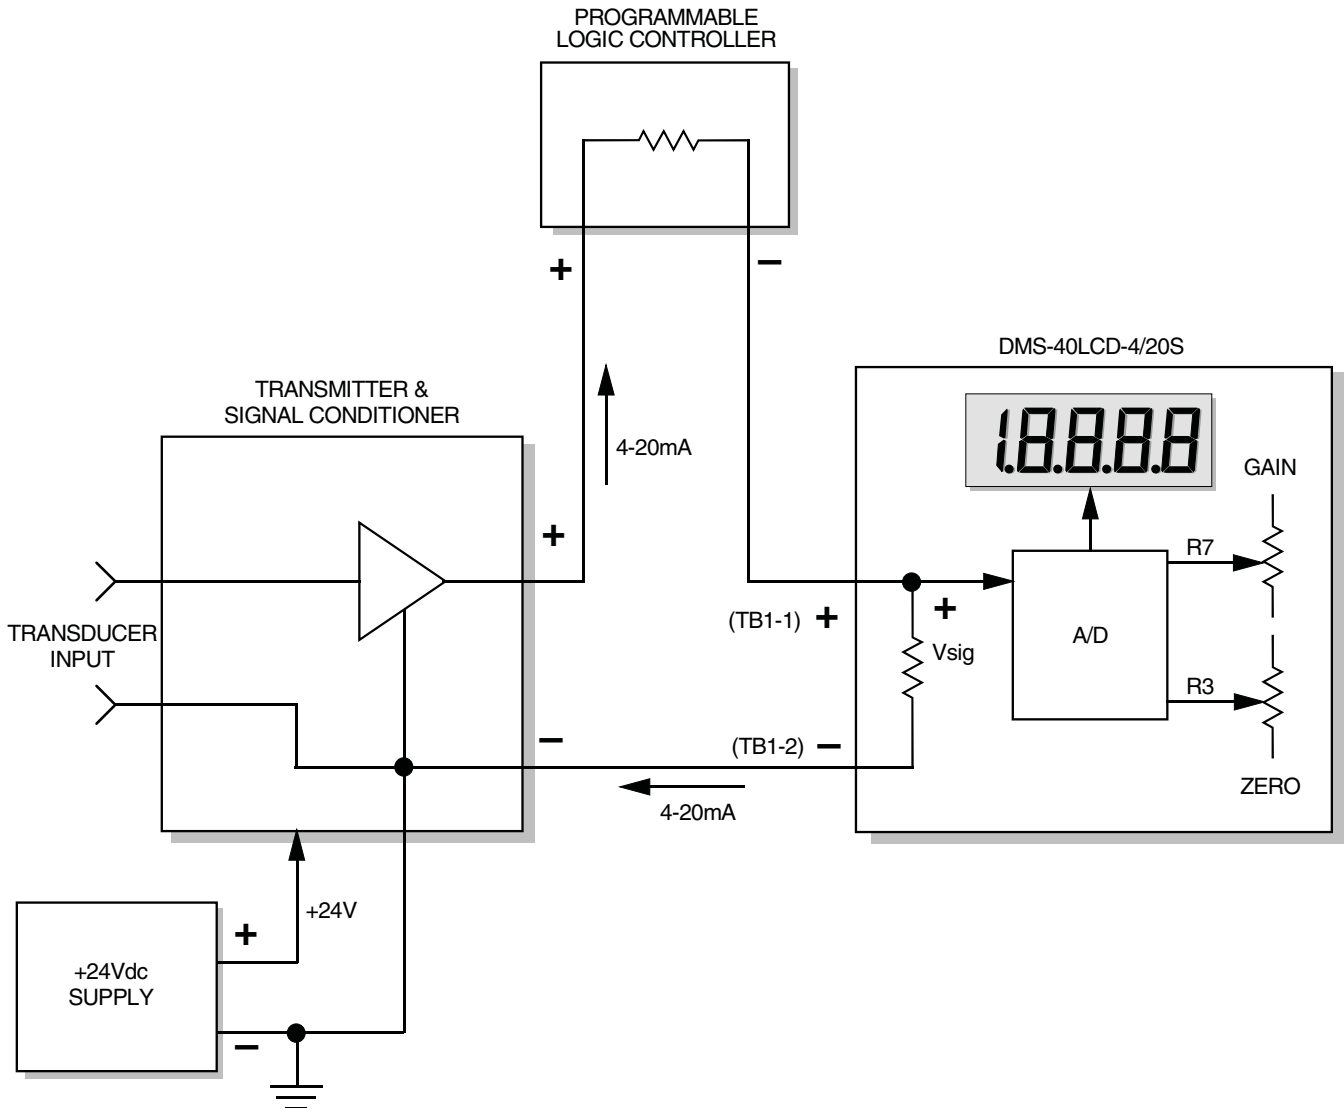 PROGRAMMABLE
LOGIC CONTROLLER
+
−
DMS-40LCD-4/20S
TRANSMITTER &
SIGNAL CONDITIONER
4-20mA
1.8.8.8.8
GAIN
+
R7
(TB1-1) +
+
TRANSDUCER
INPUT
Vsig
A/D
R3
−
(TB1-2) −
ZERO
4-20mA
+24V
+
+24Vdc
SUPPLY
−